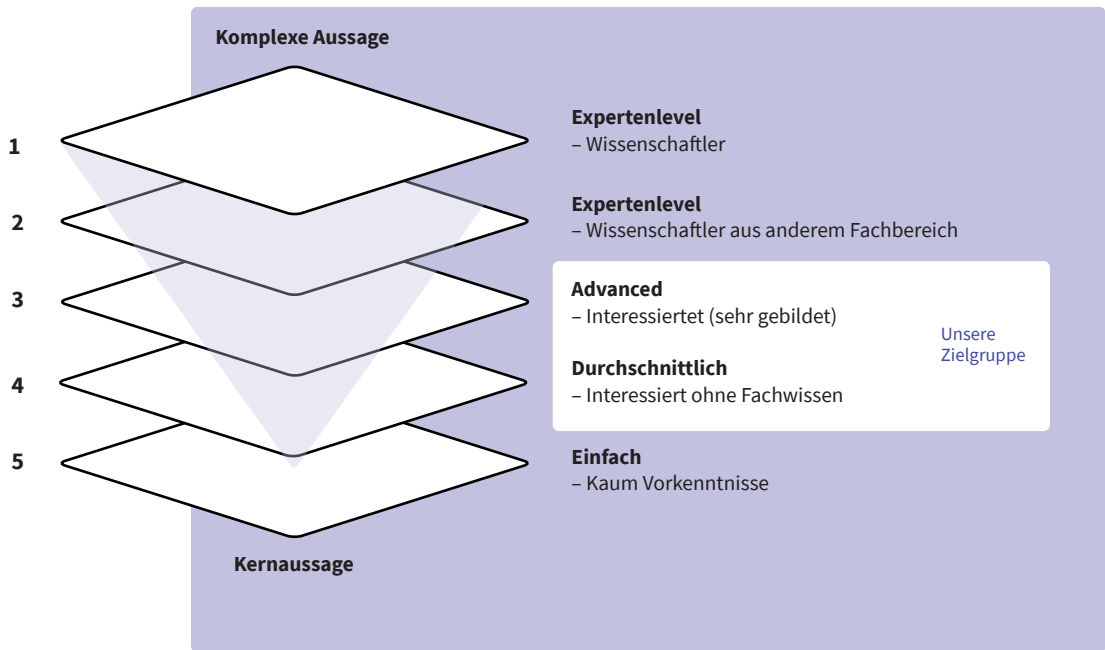 Komplexe Aussage
1
Expertenlevel
– Wissenschaftler
2
Expertenlevel
– Wissenschaftler aus anderem Fachbereich
3
Advanced
– Interessiertet (sehr gebildet)
Unsere
Zielgruppe
4
Durchschnittlich
– Interessiert ohne Fachwissen
5
Einfach
– Kaum Vorkenntnisse
Kernaussage